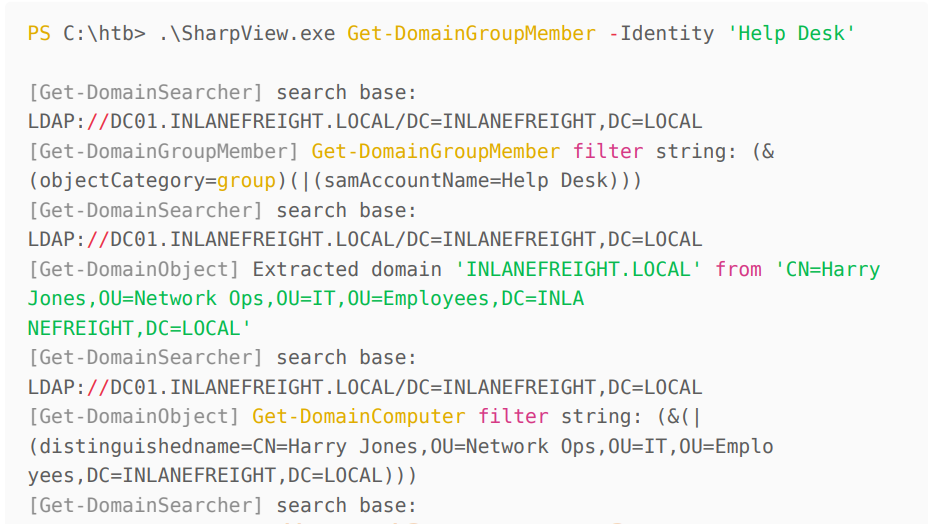 PS C:\htb> .\SharpView.exe Get-DomainGroupMember -Identity 'Help Desk'
[Get-DomainSearcher] search base:
LDAP://DC01.INLANEFREIGHT.LOCAL/DC=INLANEFREIGHT,DC=LOCAL
[Get-DomainGroupMember] Get-DomainGroupMember filter string: (&
(objectCategory=group)(|(samAccountName=Help Desk)))
[Get-DomainSearcher] search base:
LDAP://DC01.INLANEFREIGHT.LOCAL/DC=INLANEFREIGHT,DC=LOCAL
[Get-DomainObject] Extracted domain 'INLANEFREIGHT.LOCAL' from 'CN=Harry
Jones,OU=Network Ops,OU=IT,OU=Employees,DC=INLA
NEFREIGHT,DC=LOCAL'
[Get-DomainSearcher] search base:
LDAP://DC01.INLANEFREIGHT.LOCAL/DC=INLANEFREIGHT,DC=LOCAL
[Get-DomainObject] Get-DomainComputer filter string: (&(|
(distinguishedname=CN=Harry Jones,OU=Network Ops,OU=IT,OU=Emplo
yees,DC=INLANEFREIGHT,DC=LOCAL)))
[Get-DomainSearcher] search base: